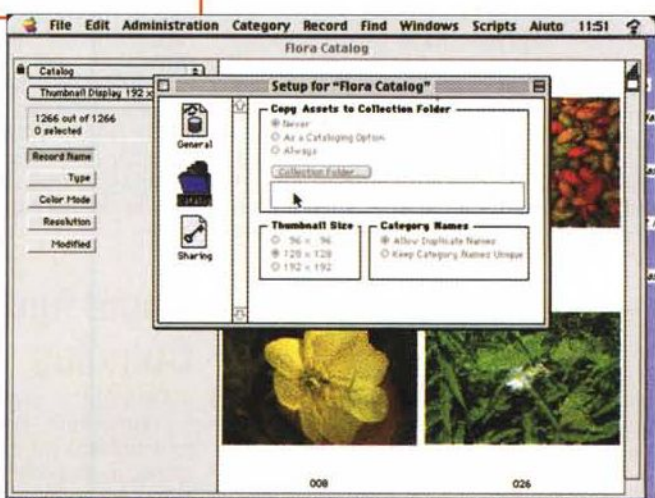 File Edit Administration Category Record Find Windows Scripts Aiuto 11:51
Flora Catalog
Catalog
Thumbnail Display 192 x
1266 out of 1266
0 selected
Record Name
Type
Color Mode
Resolution
Modified
Setup for "Flora Catalog"
General
Sharing
Copy Assets to Collection Folder
Never
As a Cataloging Option
Always
Collection Folder...
Thumbnail Size
96 x 96
128 x 128
192 x 192
Category Names
Allow Duplicate Names
Keep Category Names Unique
008
026